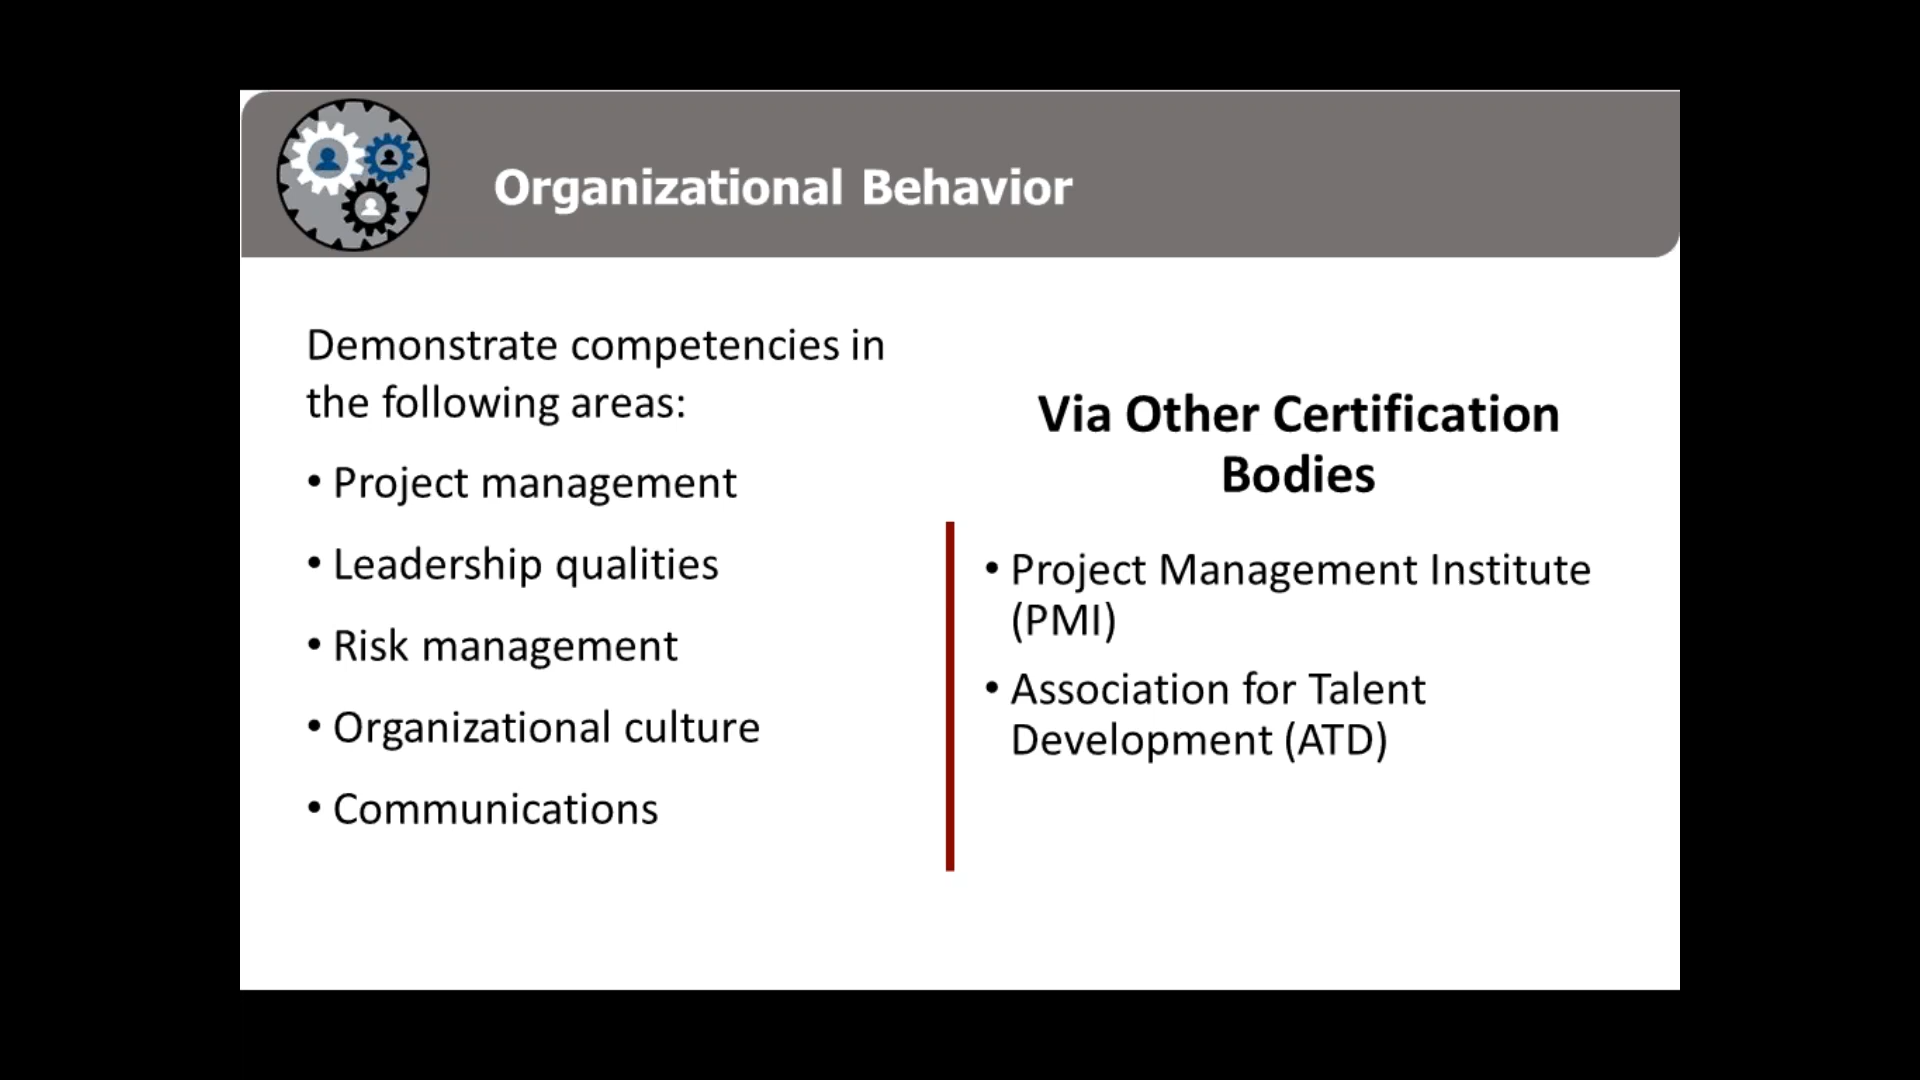 Organizational Behavior
Demonstrate competencies in
the following areas:
• Project management
• Leadership qualities
• Risk management
• Organizational culture
• Communications
Via Other Certification
Bodies
• Project Management Institute
(PMI)
• Association for Talent
Development (ATD)